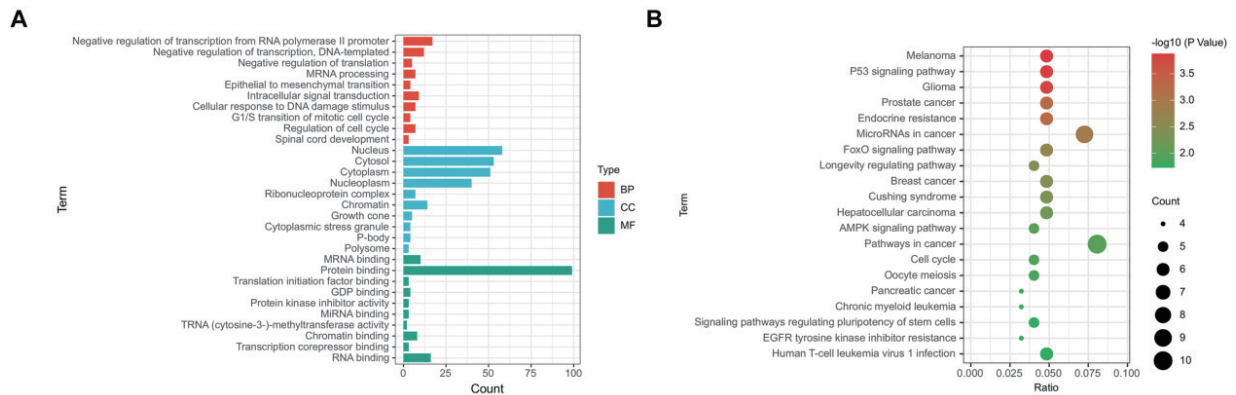 A
Negative regulation of transcription from RNA polymerase II promoter
Negative regulation of transcription, DNA-templated
Negative regulation of translation
MRNA processing
Epithelial to mesenchymal transition
Intracellular signal transduction
Cellular response to DNA damage stimulus
G1/S transition of mitotic cell cycle
Regulation of cell cycle
Spinal cord development
Nucleus
Cytosol
Cytoplasm
Nucleoplasm
Ribonucleoprotein complex
Chromatin
Growth cone
Cytoplasmic stress granule
P-body
Polysome
MRNA binding
Protein binding
Translation initiation factor binding
GDP binding
Protein kinase inhibitor activity
MiRNA binding
TRNA (cytosine-3-)-methyltransferase activity
Chromatin binding
Transcription corepressor binding
RNA binding
Term
0 25 50 75 100
Count
Type
BP
CC
MF
B
Melanoma
P53 signaling pathway
Glioma
Prostate cancer
Endocrine resistance
MicroRNAs in cancer
FoxO signaling pathway
Longevity regulating pathway
Breast cancer
Cushing syndrome
Hepatocellular carcinoma
AMPK signaling pathway
Pathways in cancer
Cell cycle
Oocyte meiosis
Pancreatic cancer
Chronic myeloid leukemia
Signaling pathways regulating pluripotency of stem cells
EGFR tyrosine kinase inhibitor resistance
Human T-cell leukemia virus 1 infection
Term
0.000 0.025 0.050 0.075 0.100
Ratio
-log10 (P Value)
3.5
3.0
2.5
2.0
Count
4
5
6
7
8
9
10